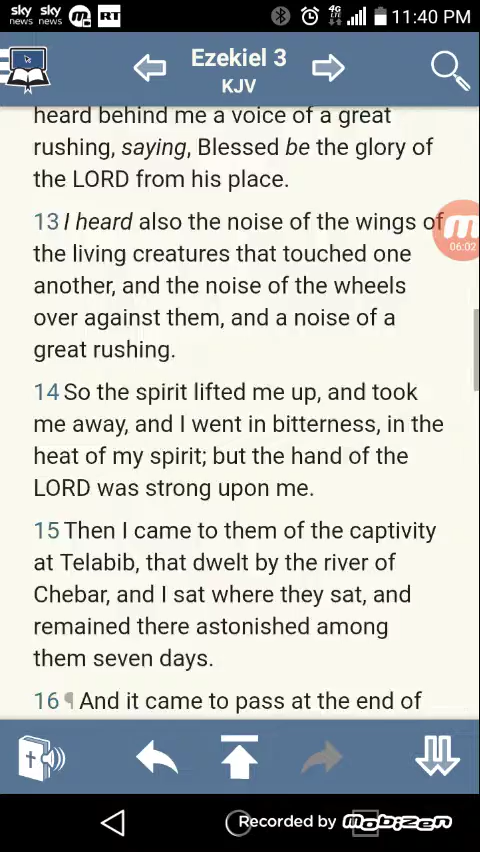 sky news sky news RT 4G LTE 11:40 PM
Ezekiel 3
KJV
heard behind me a voice of a great
rushing, saying, Blessed be the glory of
the LORD from his place.
13 I heard also the noise of the wings of
the living creatures that touched one
another, and the noise of the wheels
over against them, and a noise of a
great rushing.
m
06:02
14 So the spirit lifted me up, and took
me away, and I went in bitterness, in the
heat of my spirit; but the hand of the
LORD was strong upon me.
15 Then I came to them of the captivity
at Telabib, that dwelt by the river of
Chebar, and I sat where they sat, and
remained there astonished among
them seven days.
16 ¶ And it came to pass at the end of
Recorded by Mobizen